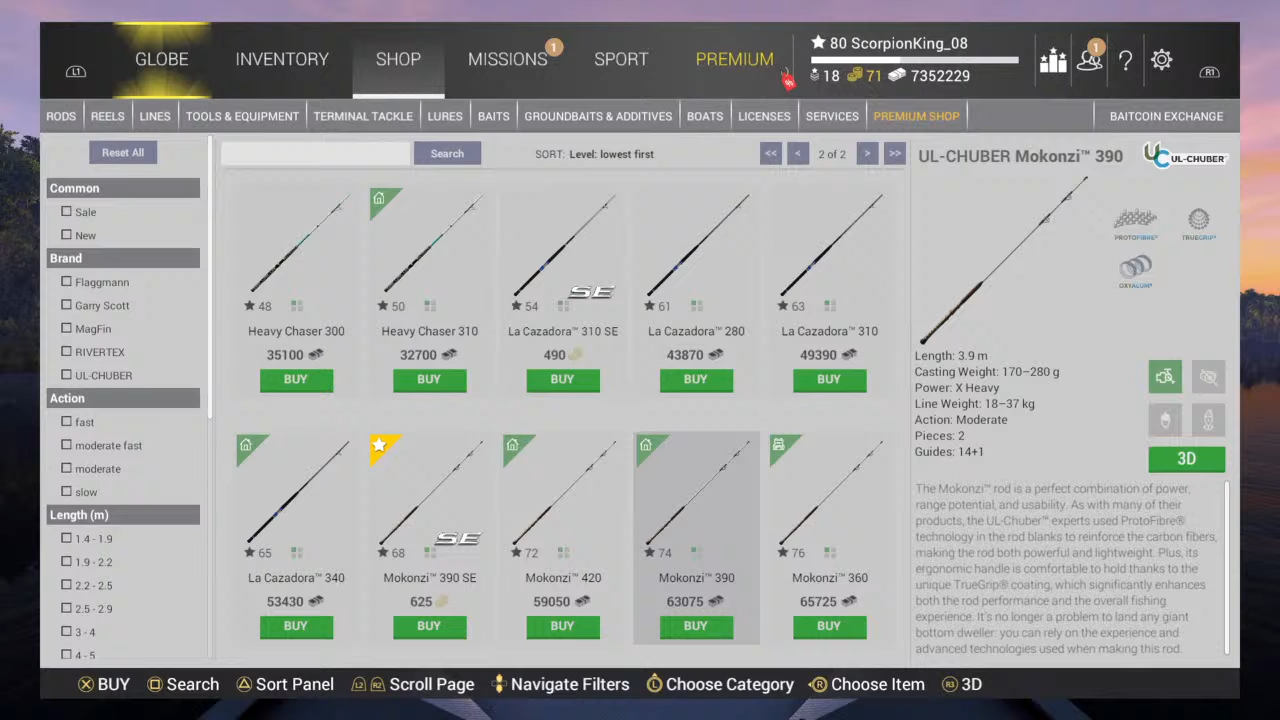 L1
GLOBE
INVENTORY
SHOP
MISSIONS
1
SPORT
PREMIUM
80 ScorpionKing_08
18 71 7352229
1
?
R1
RODS
REELS
LINES
TOOLS & EQUIPMENT
TERMINAL TACKLE
LURES
BAITS
GROUNDBAITS & ADDITIVES
BOATS
LICENSES
SERVICES
PREMIUM SHOP
BAITCOIN EXCHANGE
Reset All
Common
Sale
New
Brand
Flaggmann
Garry Scott
MagFin
RIVERTEX
UL-CHUBER
Action
fast
moderate fast
moderate
slow
Length (m)
1.4 - 1.9
1.9 - 2.2
2.2 - 2.5
2.5 - 2.9
3 - 4
4 - 5
Search
SORT: Level: lowest first
<<
<
2 of 2
>
>>
48
Heavy Chaser 300
35100
BUY
50
Heavy Chaser 310
32700
BUY
54
SE
La Cazadora™ 310 SE
490
BUY
61
La Cazadora™ 280
43870
BUY
63
La Cazadora™ 310
49390
BUY
65
La Cazadora™ 340
53430
BUY
68
SE
Mokonzi™ 390 SE
625
BUY
72
Mokonzi™ 420
59050
BUY
74
Mokonzi™ 390
63075
BUY
76
Mokonzi™ 360
65725
BUY
UL-CHUBER Mokonzi™ 390
UL-CHUBER
PROTOFIBRE®
TRUEGRIP®
OXYALUM®
Length: 3.9 m
Casting Weight: 170–280 g
Power: X Heavy
Line Weight: 18–37 kg
Action: Moderate
Pieces: 2
Guides: 14+1
3D
The Mokonzi™ rod is a perfect combination of power,
range potential, and usability. As with many of their
products, the UL-Chuber™ experts used ProtoFibre®
technology in the rod blanks to reinforce the carbon fibers,
making the rod both powerful and lightweight. Plus, its
ergonomic handle is comfortable to hold thanks to the
unique TrueGrip® coating, which significantly enhances
both the rod performance and the overall fishing
experience. It's no longer a problem to land any giant
bottom dweller: you can rely on the experience and
advanced technologies used when making this rod.
BUY
Search
Sort Panel
L2 R2 Scroll Page
Navigate Filters
L Choose Category
R Choose Item
R3 3D